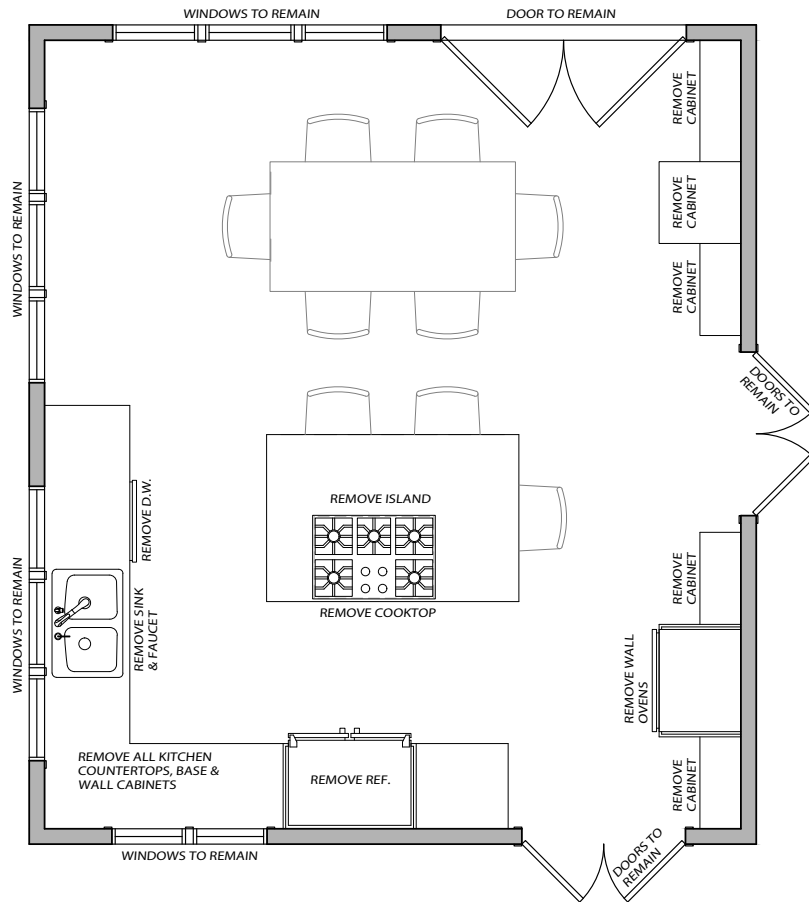 WINDOWS TO REMAIN
DOOR TO REMAIN
REMOVE
CABINET
REMOVE
CABINET
REMOVE
CABINET
WINDOWS TO REMAIN
DOORS TO
REMAIN
REMOVE D.W.
REMOVE ISLAND
REMOVE COOKTOP
WINDOWS TO REMAIN
REMOVE SINK
& FAUCET
REMOVE
CABINET
REMOVE WALL
OVENS
REMOVE ALL KITCHEN
COUNTERTOPS, BASE &
WALL CABINETS
REMOVE REF.
REMOVE
CABINET
WINDOWS TO REMAIN
DOORS TO
REMAIN